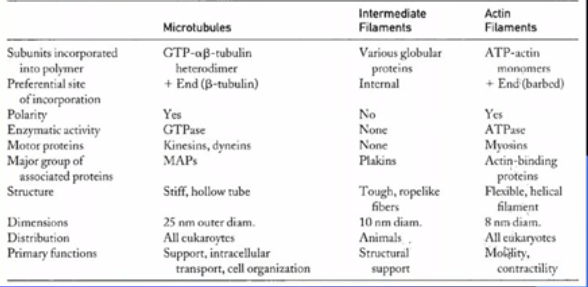 Microtubules Intermediate Filaments Actin Filaments
Subunits incorporated into polymer GTP-αβ-tubulin heterodimer Various globular proteins ATP-actin monomers
Preferential site of incorporation + End (β-tubulin) Internal + End (barbed)
Polarity Yes No Yes
Enzymatic activity GTPase None ATPase
Motor proteins Kinesins, dyneins None Myosins
Major group of associated proteins MAPs Plakins Actin-binding proteins
Structure Stiff, hollow tube Tough, ropelike fibers Flexible, helical filament
Dimensions 25 nm outer diam. 10 nm diam. 8 nm diam.
Distribution All eukaroytes Animals All eukaryotes
Primary functions Support, intracellular transport, cell organization Structural support Motility, contractility